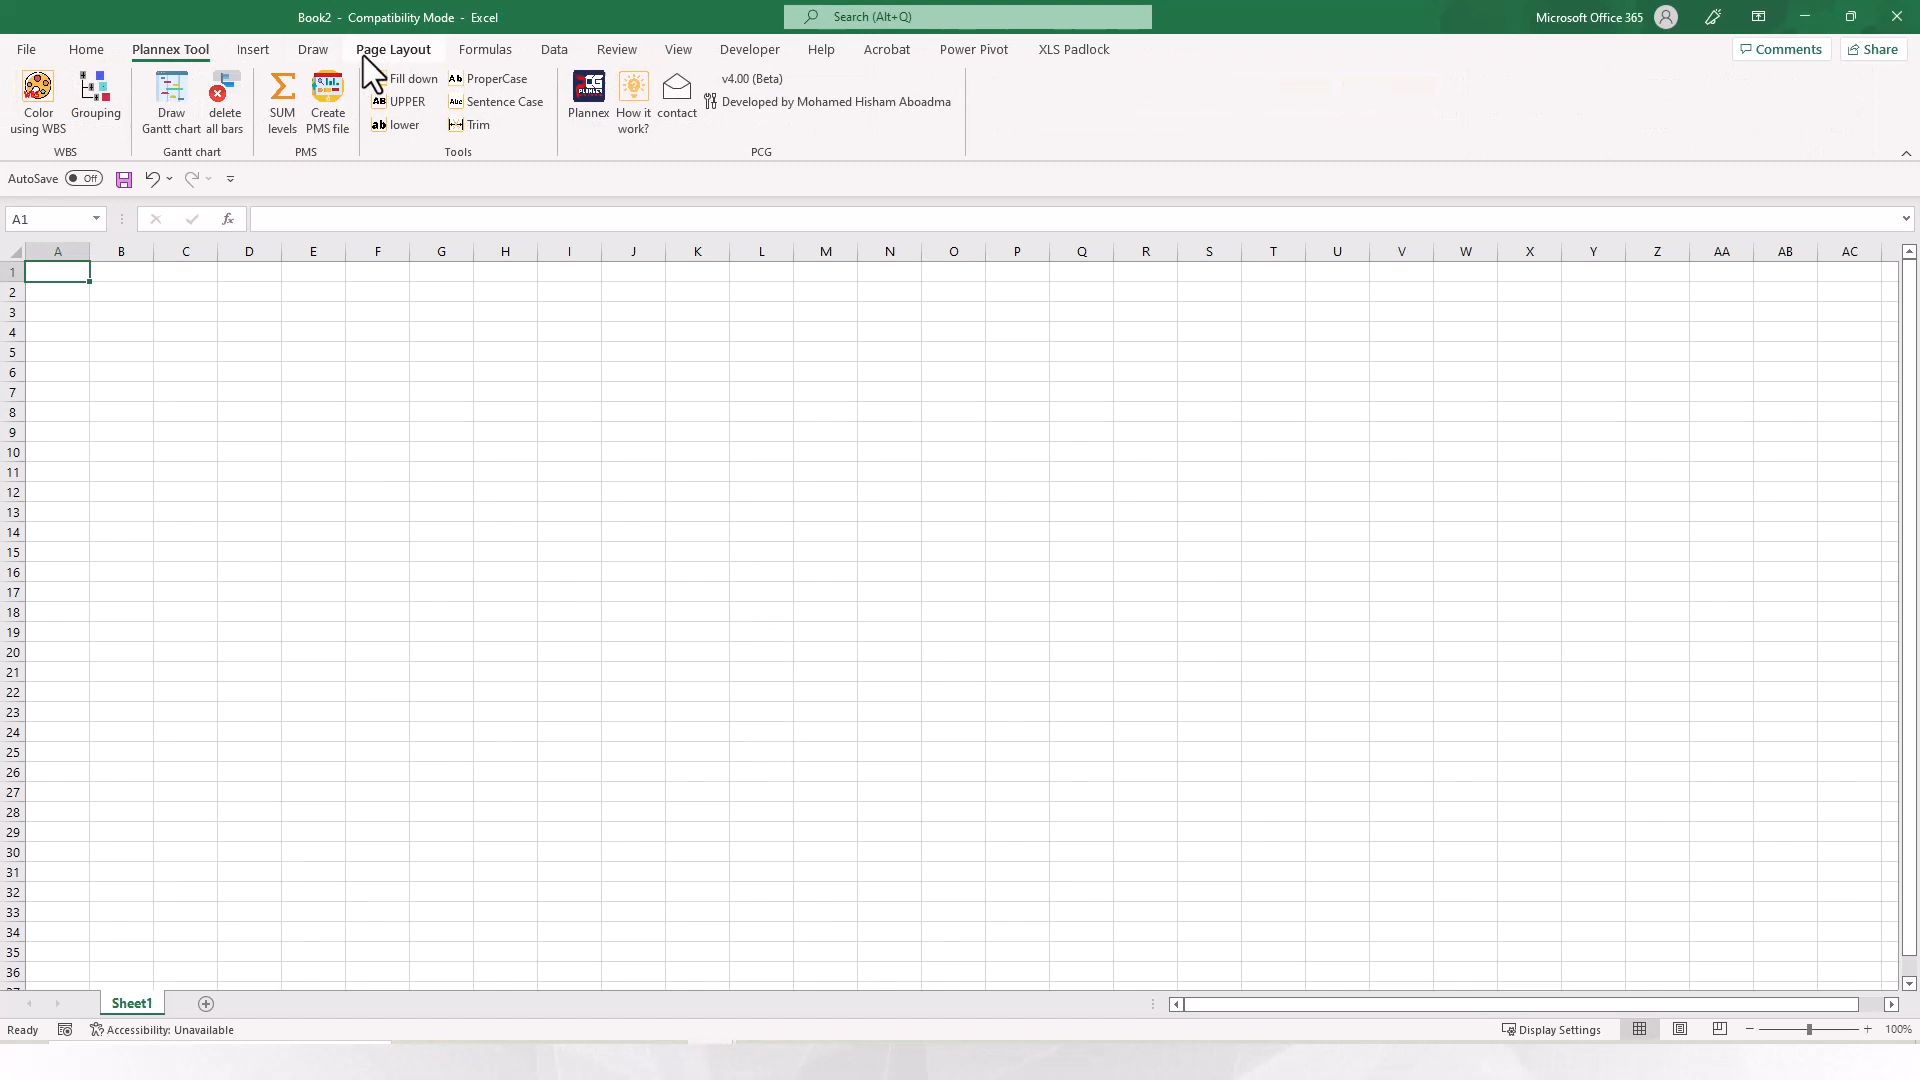 Book2 - Compatibility Mode - Excel
Search (Alt+Q)
Microsoft Office 365
File Home Plannex Tool Insert Draw Page Layout Formulas Data Review View Developer Help Acrobat Power Pivot XLS Padlock
Comments Share
Color using WBS
Grouping
WBS
Draw Gantt chart
delete all bars
Gantt chart
SUM levels
Create PMS file
PMS
Fill down
AB UPPER
ab lower
Ab ProperCase
Abc Sentence Case
Trim
Tools
Plannex
How it work?
contact
v4.00 (Beta)
Developed by Mohamed Hisham Aboadma
PCG
AutoSave Off
A1
fx
A B C D E F G H I J K L M N O P Q R S T U V W X Y Z AA AB AC
1
2
3
4
5
6
7
8
9
10
11
12
13
14
15
16
17
18
19
20
21
22
23
24
25
26
27
28
29
30
31
32
33
34
35
36
Sheet1
Ready
Accessibility: Unavailable
Display Settings
100%